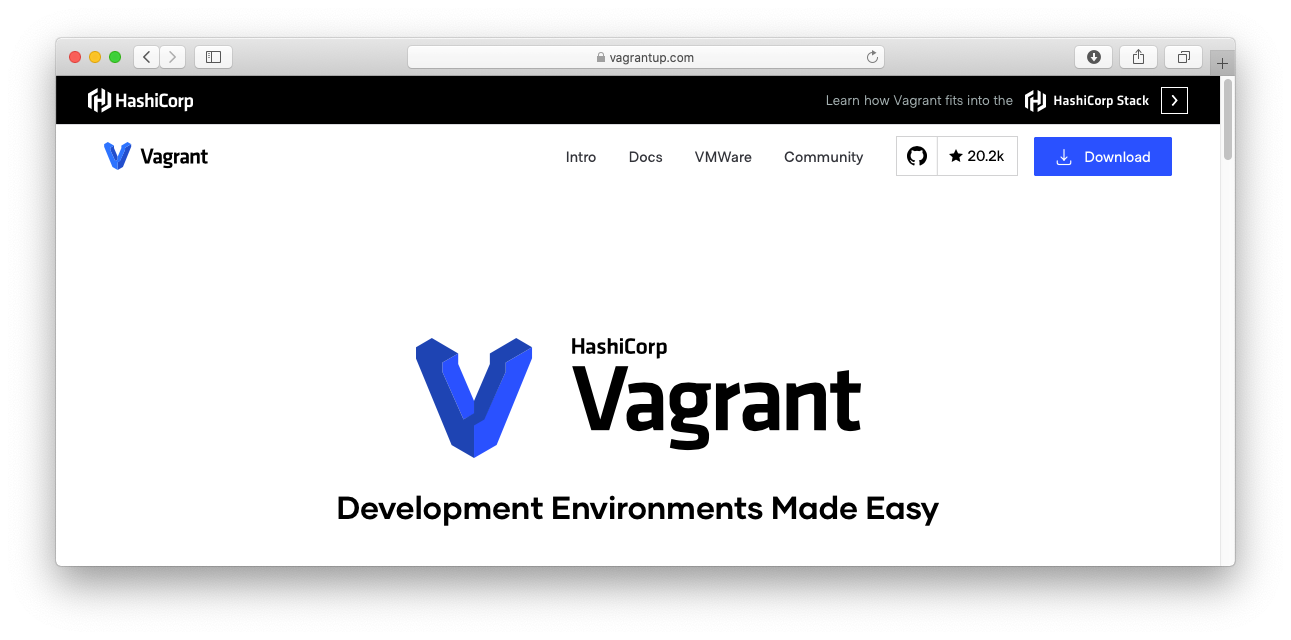 vagrantup.com
HashiCorp
Learn how Vagrant fits into the HashiCorp Stack
Vagrant
Intro Docs VMWare Community 20.2k Download
HashiCorp
Vagrant
Development Environments Made Easy